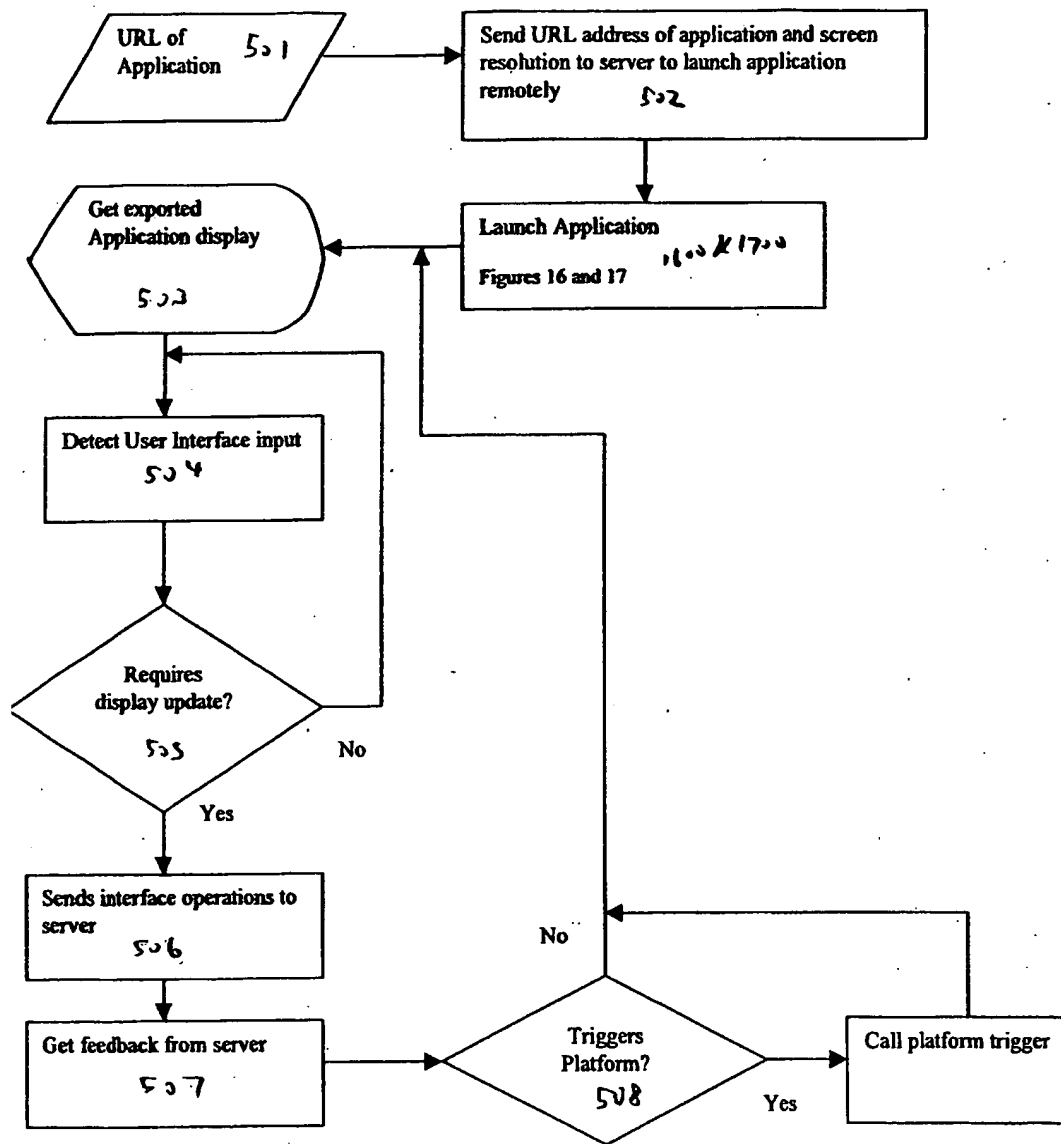 URL of
Application 501
Send URL address of application and screen
resolution to server to launch application
remotely 502
Get exported
Application display
503
Launch Application
1600 & 1700
Figures 16 and 17
Detect User Interface input
504
Requires
display update?
505
No
Yes
Sends interface operations to
server
506
Get feedback from server
507
No
Triggers
Platform?
508
Yes
Call platform trigger